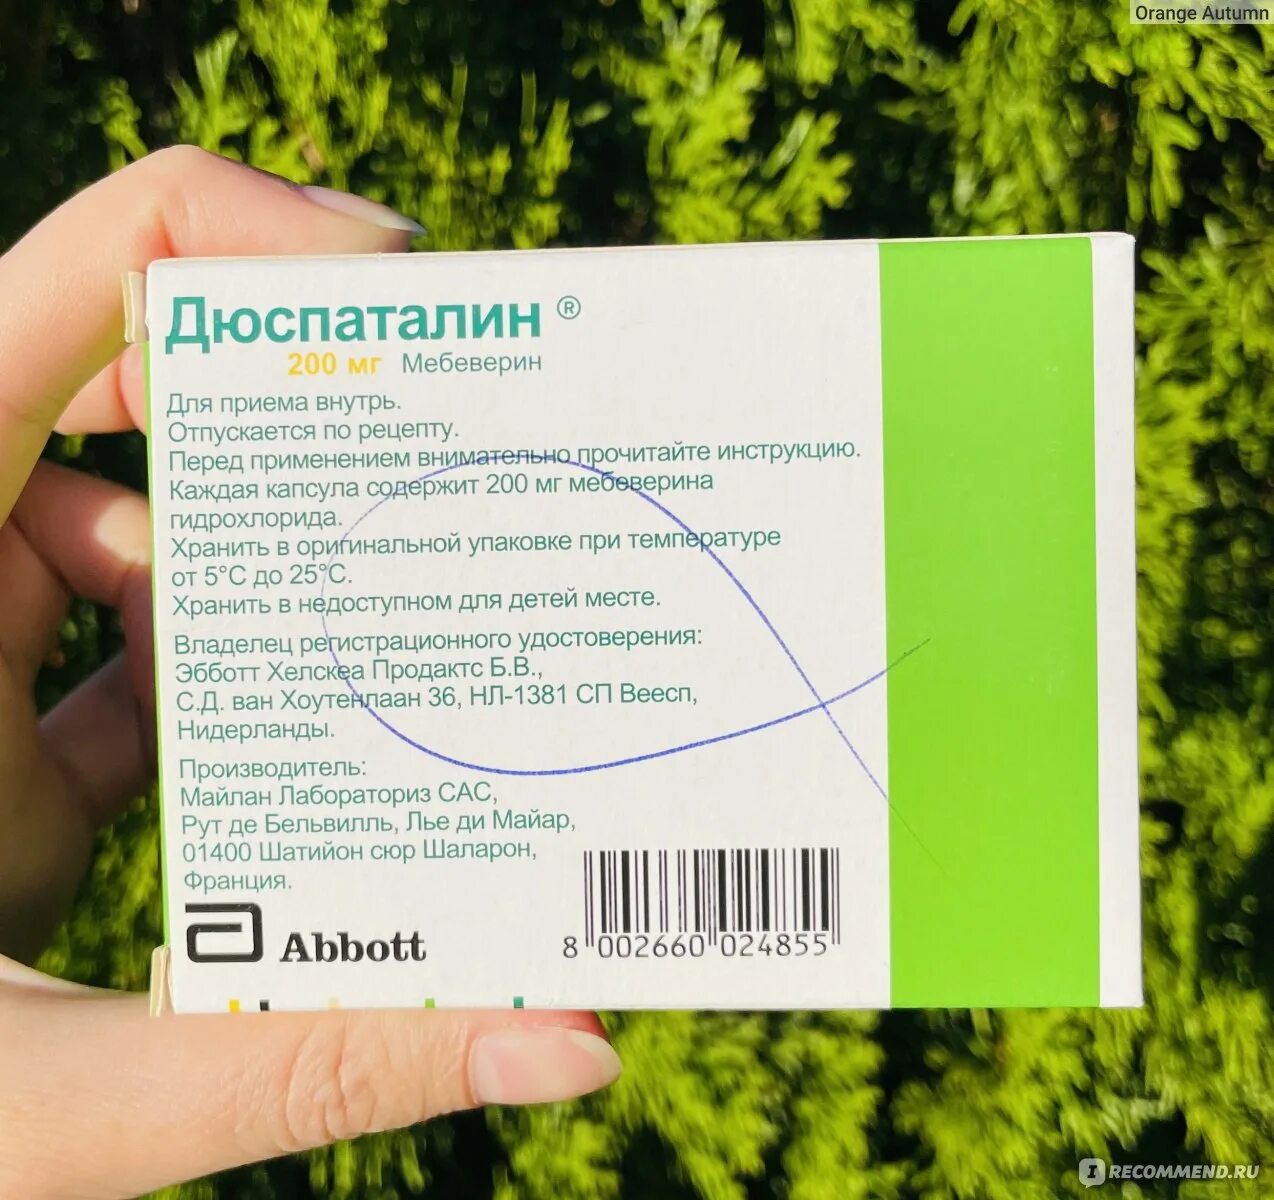 Orange Autumn
Дюспаталин ®
200 мг Мебеверин
Для приема внутрь.
Отпускается по рецепту.
Перед применением внимательно прочитайте инструкцию.
Каждая капсула содержит 200 мг мебеверина
гидрохлорида.
Хранить в оригинальной упаковке при температуре
от 5°С до 25°С.
Хранить в недоступном для детей месте.
Владелец регистрационного удостоверения:
Эбботт Хелскеа Продактс Б.В.,
С.Д. ван Хоутенлаан 36, НЛ-1381 СП Веесп,
Нидерланды.
Производитель:
Майлан Лабораториз САС,
Рут де Бельвилль, Лье ди Майар,
01400 Шатийон сюр Шаларон,
Франция.
Abbott
8 002660 024855
IRECOMMEND.RU